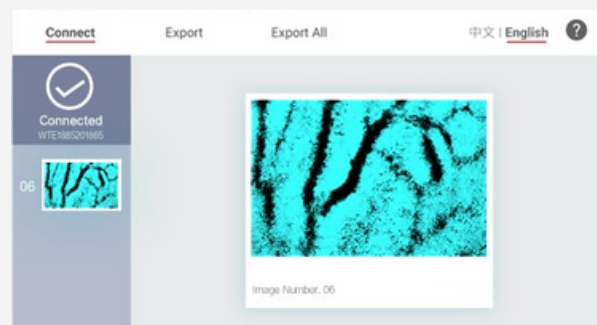 Connect Export Export All 中文 | English ?
Connected
WTE1885201865
06
Image Number. 06